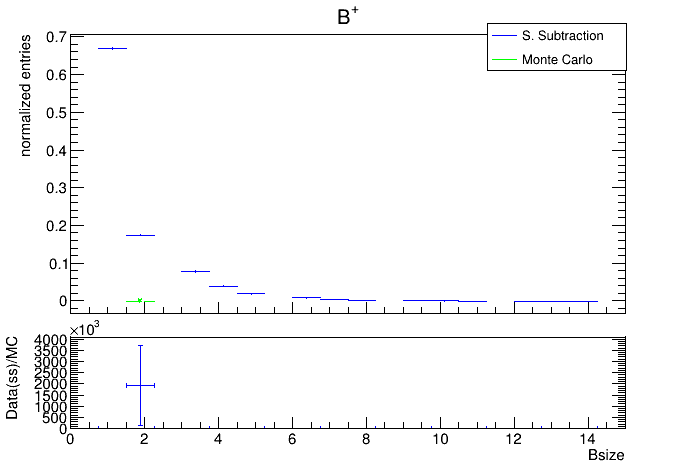 B+
S. Subtraction
Monte Carlo
normalized entries
0.7
0.6
0.5
0.4
0.3
0.2
0.1
0
×10³
Data(ss)/MC
4000
3500
3000
2500
2000
1500
1000
500
0
0 2 4 6 8 10 12 14
Bsize